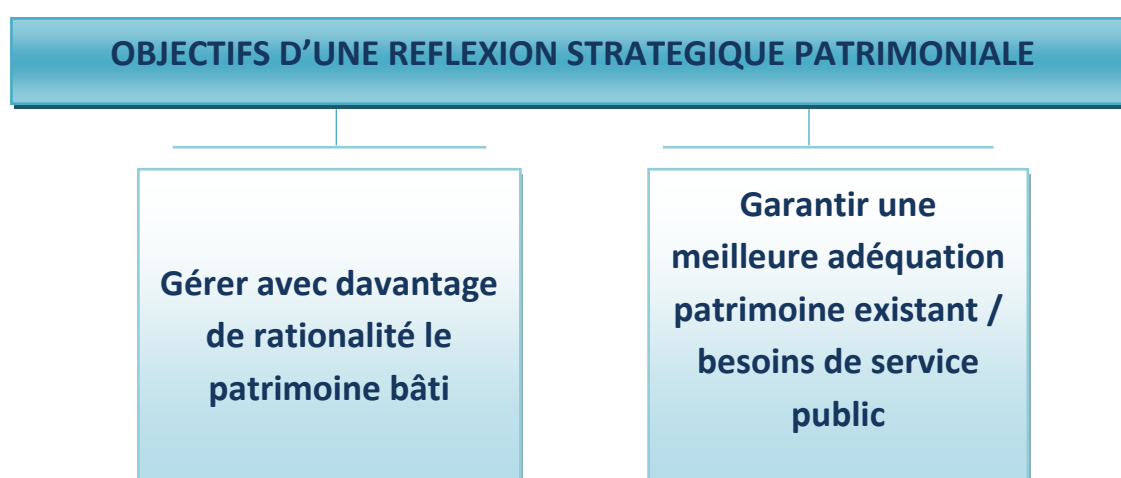 OBJECTIFS D’UNE REFLEXION STRATEGIQUE PATRIMONIALE
Gérer avec davantage
de rationalité le
patrimoine bâti
Garantir une
meilleure adéquation
patrimoine existant /
besoins de service
public